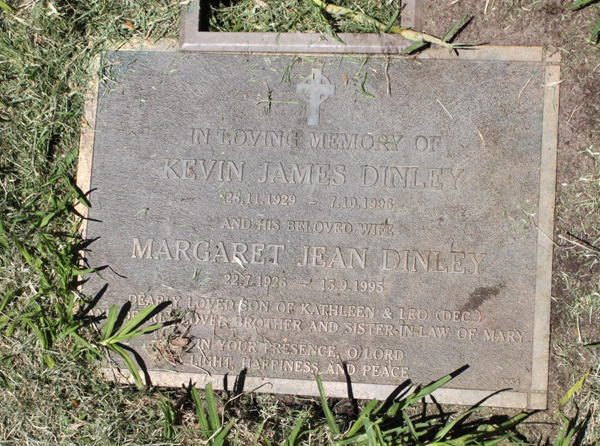 IN LOVING MEMORY OF
KEVIN JAMES DINLEY
25.11.1929 – 7.10.1996
AND HIS BELOVED WIFE
MARGARET JEAN DINLEY
22.7.1926 – 13.9.1995
DEARLY LOVED SON OF KATHLEEN & LEO (DEC.)
BROTHER AND SISTER-IN-LAW OF MARY
IN YOUR PRESENCE, O LORD
LIGHT, HAPPINESS AND PEACE